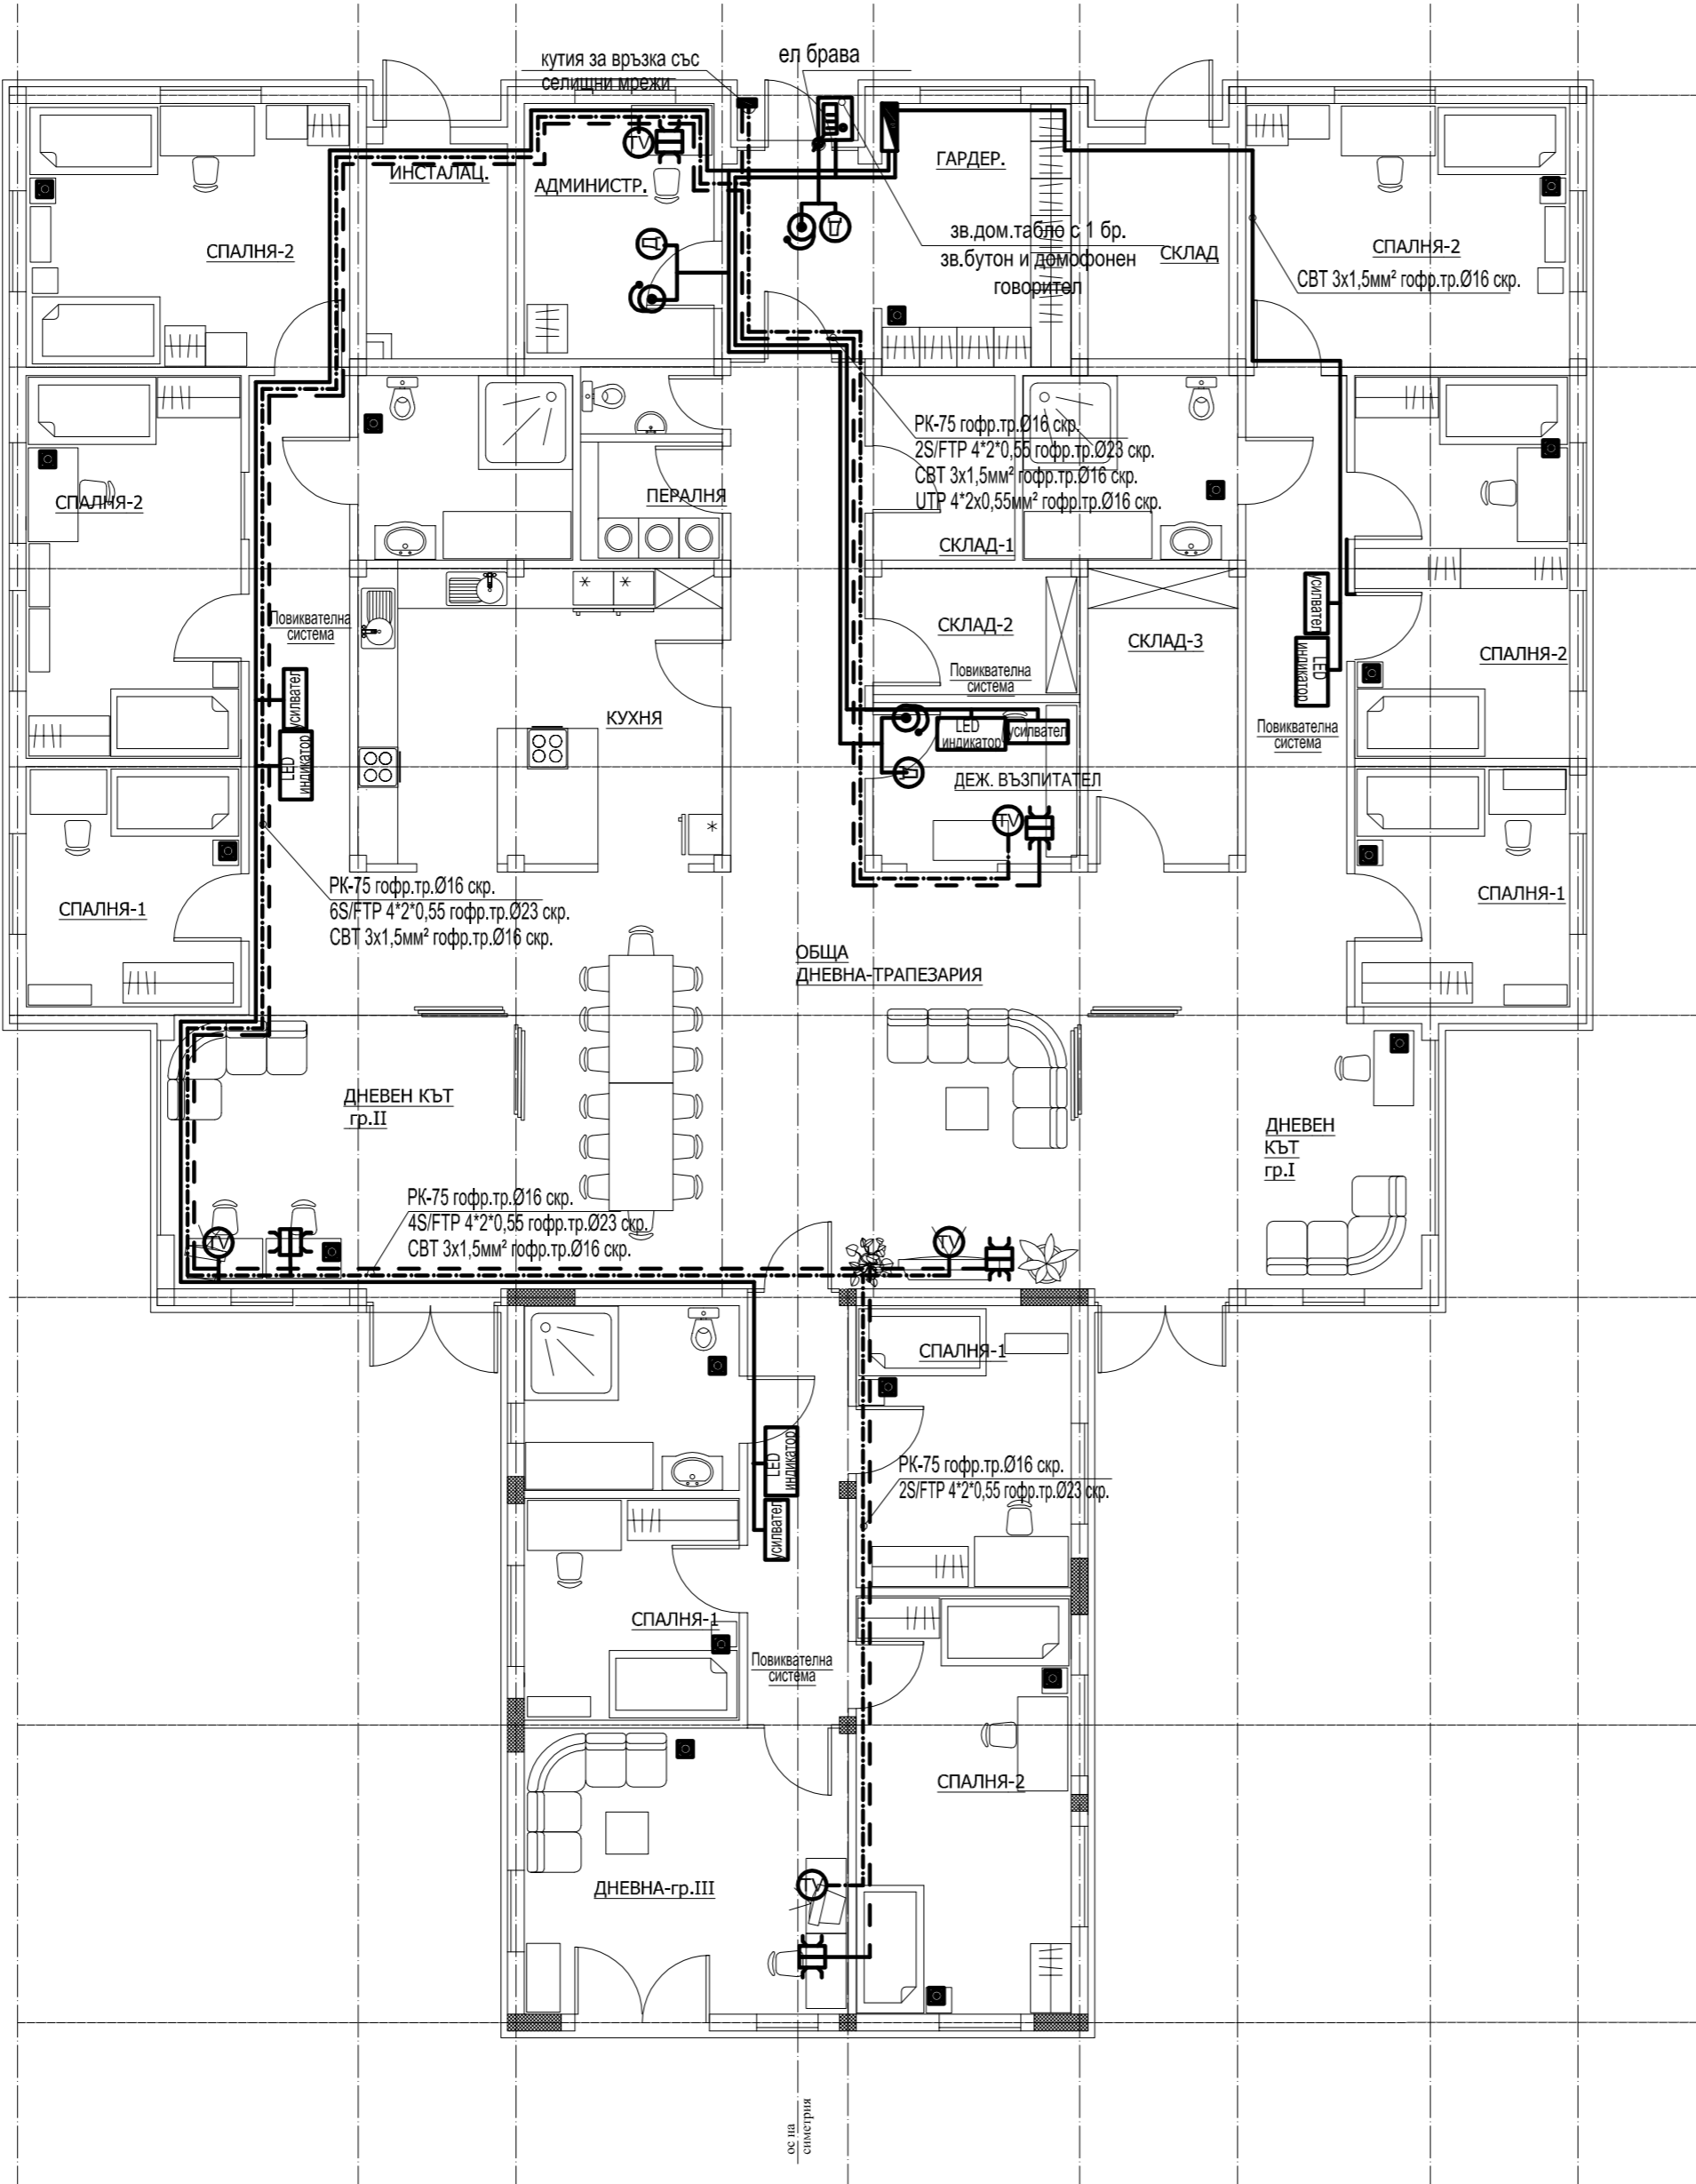 кутия за връзка със
селищни мрежи
ел брава
TV
ИНСТАЛАЦ.
АДМИНИСТР.
ГАРДЕР.
СПАЛНЯ-2
зв.дом.табло с 1 бр.
зв.бутон и домофонен
говорител
СКЛАД
СПАЛНЯ-2
СВТ 3х1,5мм² гофр.тр.Ø16 скр.
РК-75 гофр.тр.Ø16 скр.
2S/FTP 4*2*0,55 гофр.тр.Ø23 скр.
СВТ 3х1,5мм² гофр.тр.Ø16 скр.
UTP 4*2x0,55мм² гофр.тр.Ø16 скр.
СПАЛНЯ-2
ПЕРАЛНЯ
СКЛАД-1
Повиквателна
система
СКЛАД-2
СКЛАД-3
усилвател
LED
индикатор
СПАЛНЯ-2
Повиквателна
система
усилвател
LED
индикатор
КУХНЯ
LED
индикатор
усилвател
Повиквателна
система
ДЕЖ. ВЪЗПИТАТЕЛ
TV
РК-75 гофр.тр.Ø16 скр.
6S/FTP 4*2*0,55 гофр.тр.Ø23 скр.
СВТ 3х1,5мм² гофр.тр.Ø16 скр.
СПАЛНЯ-1
СПАЛНЯ-1
ОБЩА
ДНЕВНА-ТРАПЕЗАРИЯ
ДНЕВЕН КЪТ
гр.II
ДНЕВЕН
КЪТ
гр.I
РК-75 гофр.тр.Ø16 скр.
4S/FTP 4*2*0,55 гофр.тр.Ø23 скр.
СВТ 3х1,5мм² гофр.тр.Ø16 скр.
TV
TV
СПАЛНЯ-1
LED
индикатор
усилвател
РК-75 гофр.тр.Ø16 скр.
2S/FTP 4*2*0,55 гофр.тр.Ø23 скр.
СПАЛНЯ-1
Повиквателна
система
СПАЛНЯ-2
ДНЕВНА-гр.III
TV
ос на
симетрия